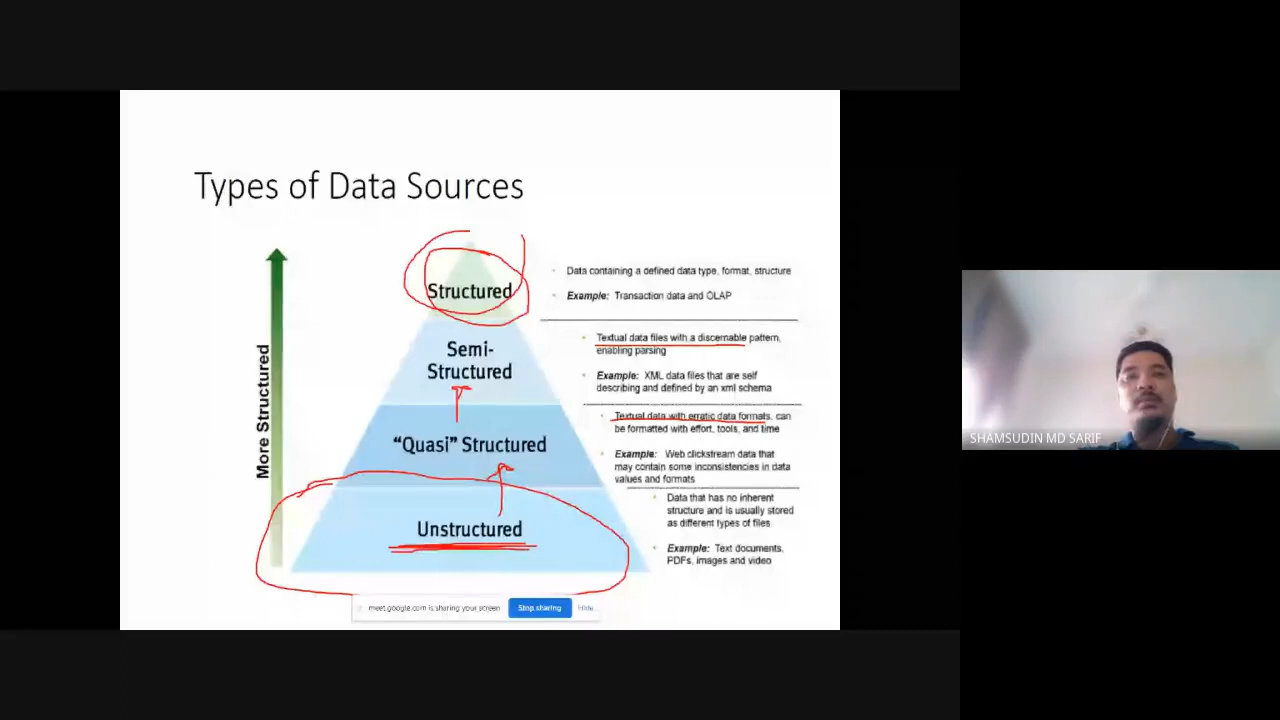 Types of Data Sources
More Structured
Structured
Semi-
Structured
"Quasi" Structured
Unstructured
Data containing a defined data type, format, structure
Example: Transaction data and OLAP
Textual data files with a discernable pattern,
enabling parsing
Example: XML data files that are self
describing and defined by an xml schema
Textual data with erratic data formats, can
be formatted with effort, tools, and time
Example: Web clickstream data that
may contain some inconsistencies in data
values and formats
Data that has no inherent
structure and is usually stored
as different types of files
Example: Text documents,
PDFs, images and video
meet.google.com is sharing your screen
Stop sharing
Hide
SHAMSUDIN MD SARIF